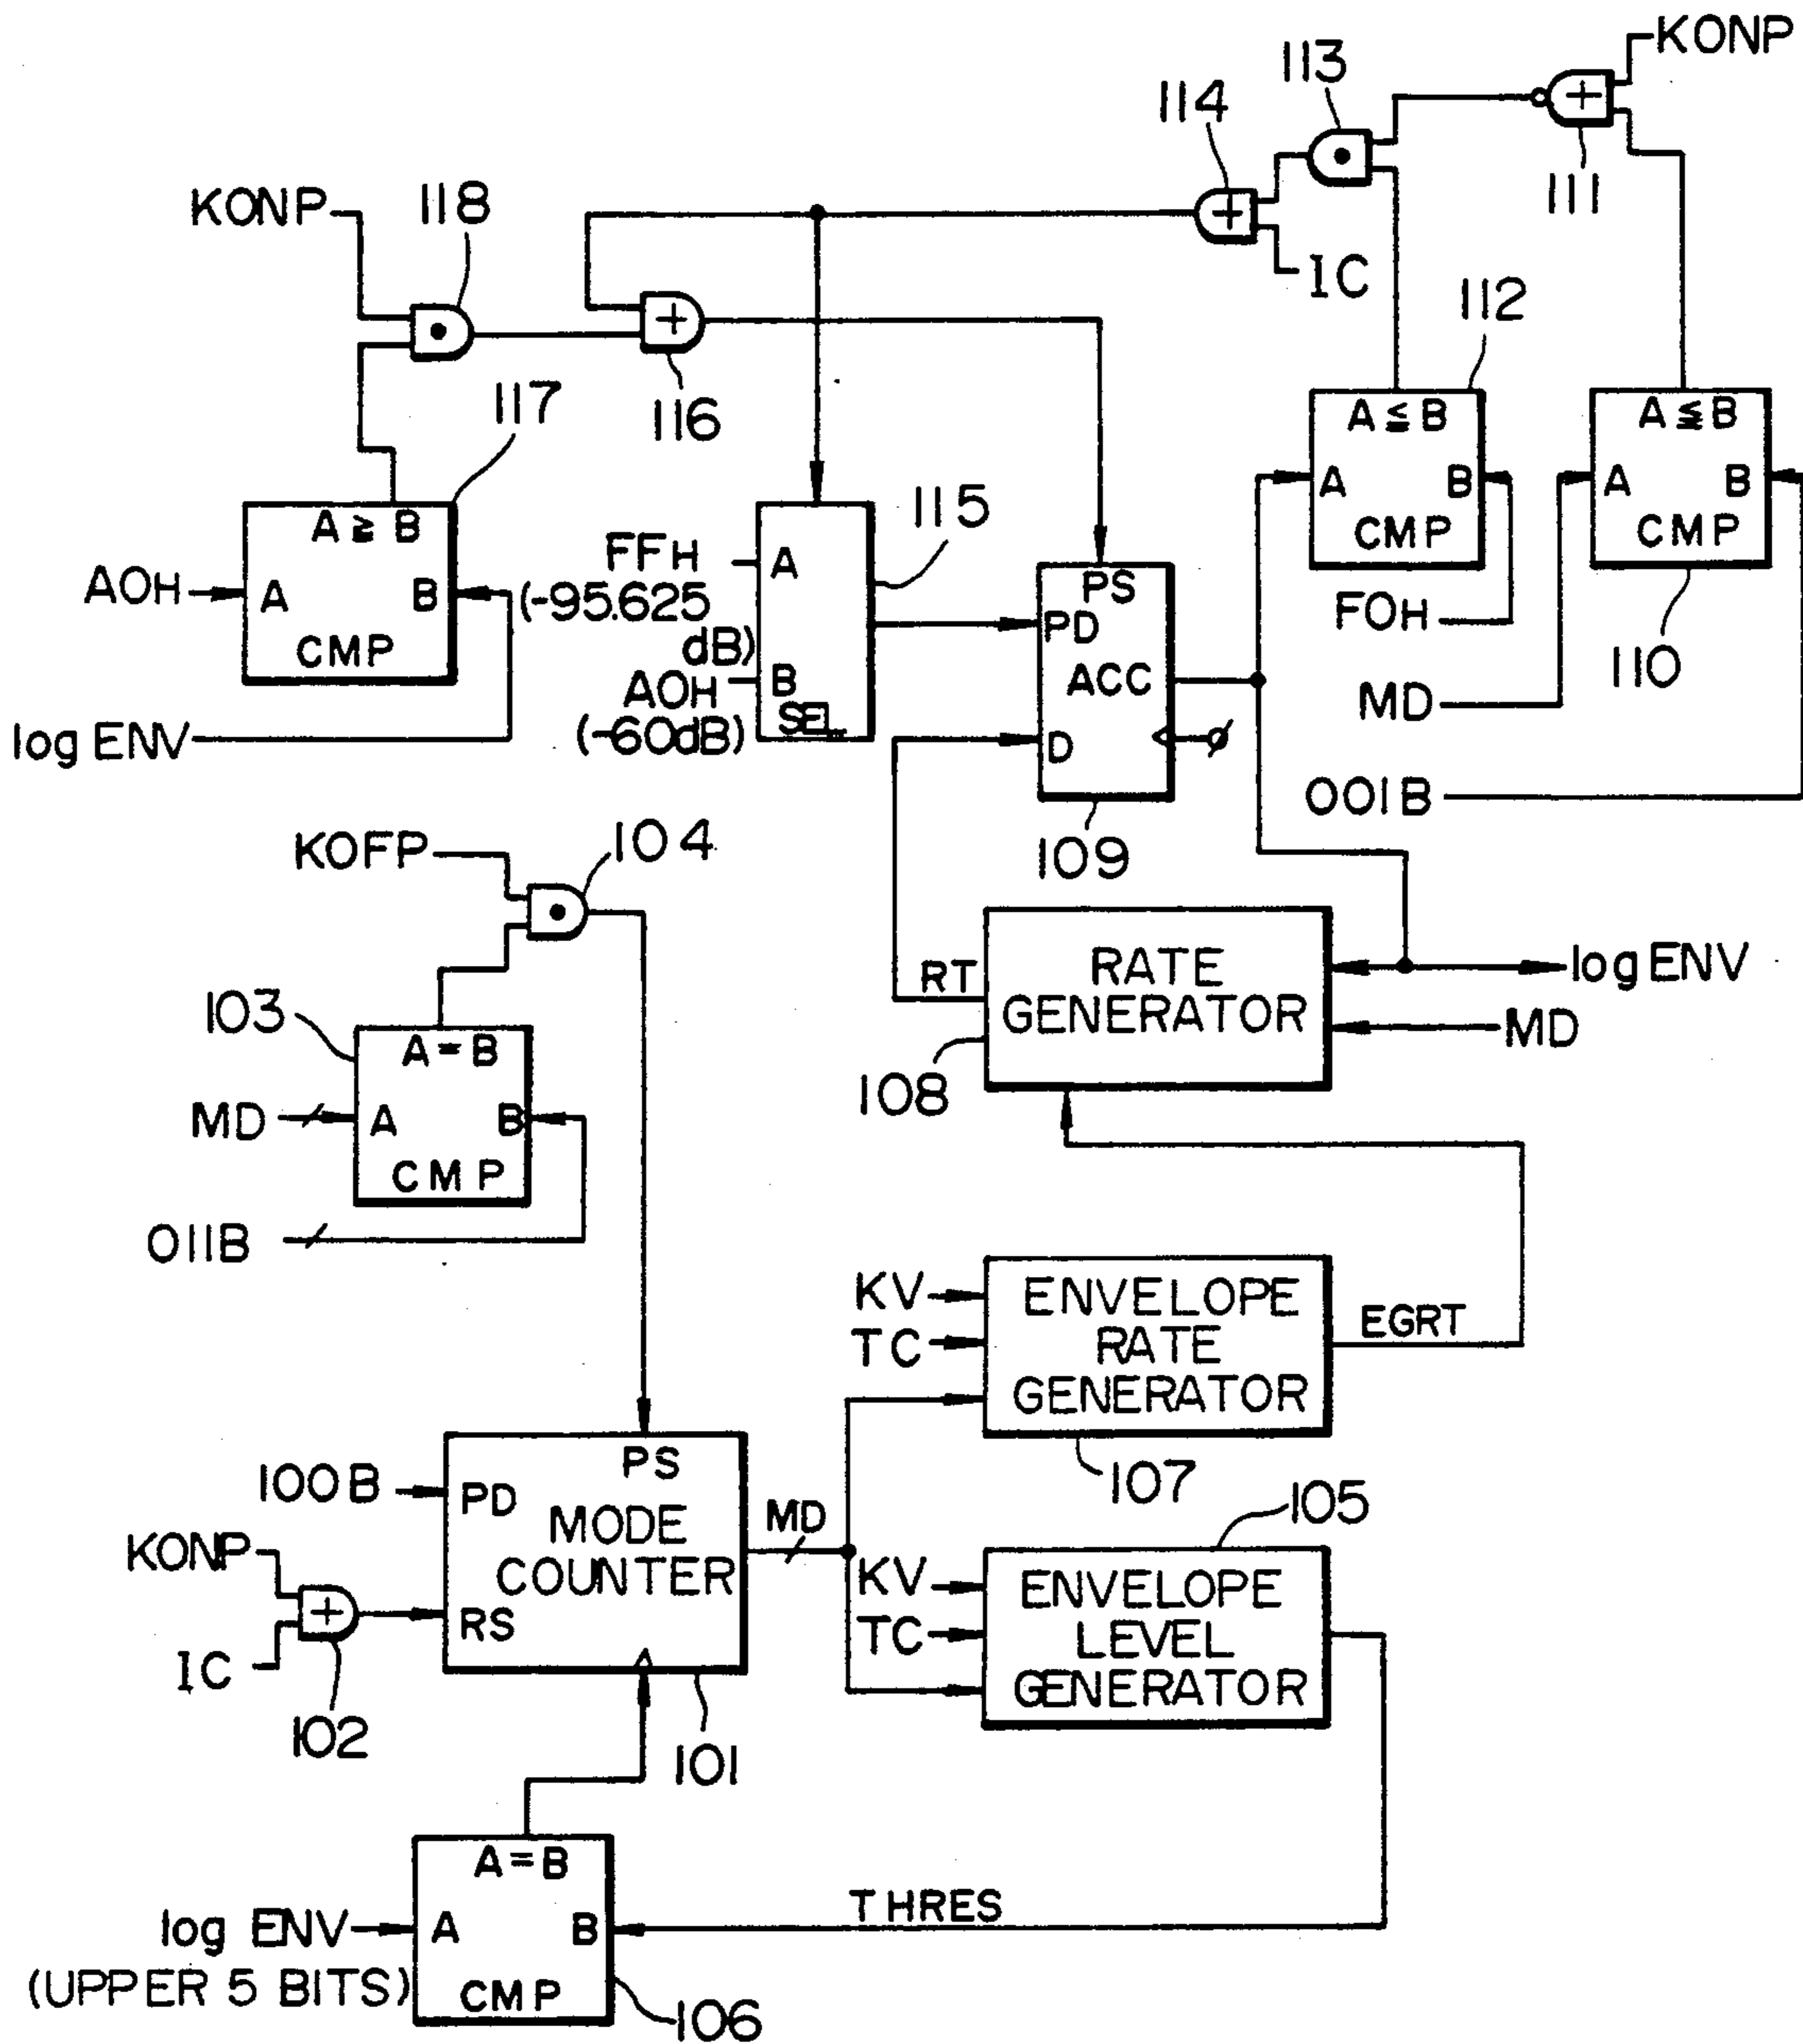 KONP
113
114
111
KONP
118
IC
112
116
117
A ≧ B
A
B
CMP
AOH
log ENV
115
FFH
(-95.625
dB)
AOH
(-60dB)
A
B
SEL
PS
PD
ACC
D
ø
109
A ≦ B
A
B
CMP
FOH
A ≦ B
A
B
CMP
110
MD
001B
KOFP
104
103
A = B
A
B
CMP
MD
011B
RT
RATE
GENERATOR
108
log ENV
MD
KV
TC
ENVELOPE
RATE
GENERATOR
EGRT
107
105
100B
PD
PS
MODE
COUNTER
RS
MD
KONP
IC
102
101
KV
TC
ENVELOPE
LEVEL
GENERATOR
A = B
A
B
CMP
THRES
log ENV
(UPPER 5 BITS)
106